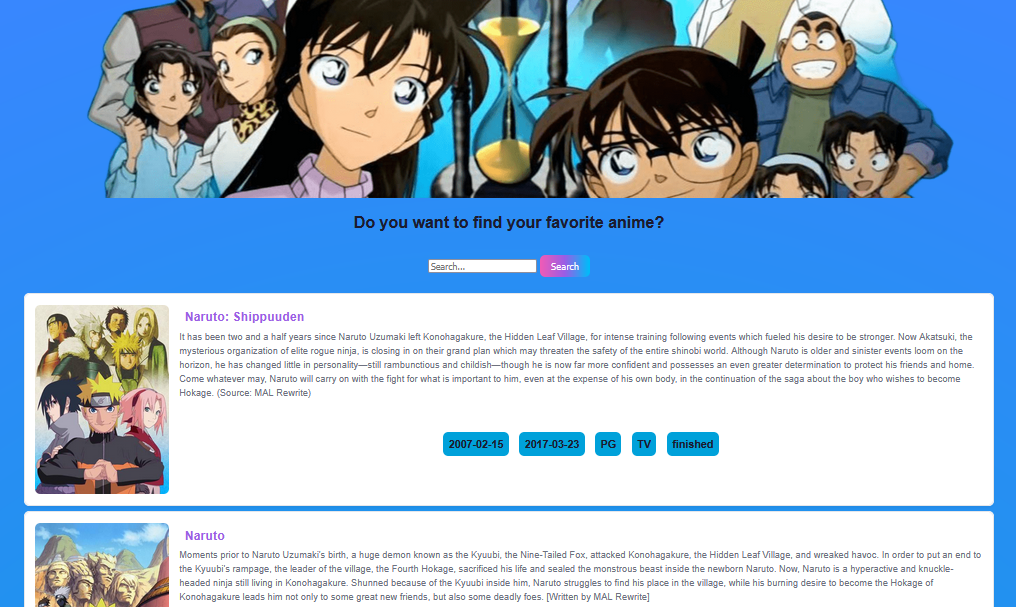 Do you want to find your favorite anime?
Search...
Search
Naruto: Shippuuden
It has been two and a half years since Naruto Uzumaki left Konohagakure, the Hidden Leaf Village, for intense training following events which fueled his desire to be stronger. Now Akatsuki, the
mysterious organization of elite rogue ninja, is closing in on their grand plan which may threaten the safety of the entire shinobi world. Although Naruto is older and sinister events loom on the
horizon, he has changed little in personality—still rambunctious and childish—though he is now far more confident and possesses an even greater determination to protect his friends and home.
Come whatever may, Naruto will carry on with the fight for what is important to him, even at the expense of his own body, in the continuation of the saga about the boy who wishes to become
Hokage. (Source: MAL Rewrite)
2007-02-15
2017-03-23
PG
TV
finished
Naruto
Moments prior to Naruto Uzumaki's birth, a huge demon known as the Kyuubi, the Nine-Tailed Fox, attacked Konohagakure, the Hidden Leaf Village, and wreaked havoc. In order to put an end to
the Kyuubi's rampage, the leader of the village, the Fourth Hokage, sacrificed his life and sealed the monstrous beast inside the newborn Naruto. Now, Naruto is a hyperactive and knuckle-
headed ninja still living in Konohagakure. Shunned because of the Kyuubi inside him, Naruto struggles to find his place in the village, while his burning desire to become the Hokage of
Konohagakure leads him not only to some great new friends, but also some deadly foes. [Written by MAL Rewrite]